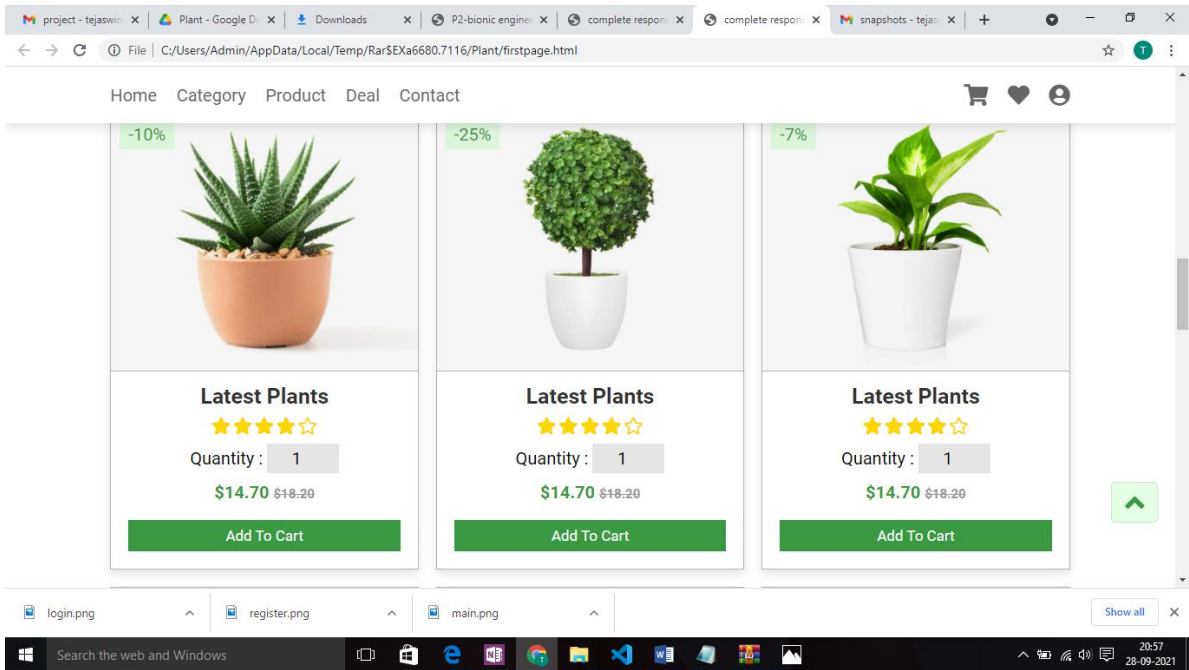 project - tejaswin
Plant - Google Dr
Downloads
P2-bionic enginee
complete respons
complete respons
snapshots - tejas
File | C:/Users/Admin/AppData/Local/Temp/Rar$EXa6680.7116/Plant/firstpage.html
T
Home Category Product Deal Contact
-10% -25% -7%
Latest Plants Latest Plants Latest Plants
Quantity : 1 Quantity : 1 Quantity : 1
$14.70 $18.20 $14.70 $18.20 $14.70 $18.20
Add To Cart Add To Cart Add To Cart
login.png register.png main.png Show all
Search the web and Windows
20:57
28-09-2021